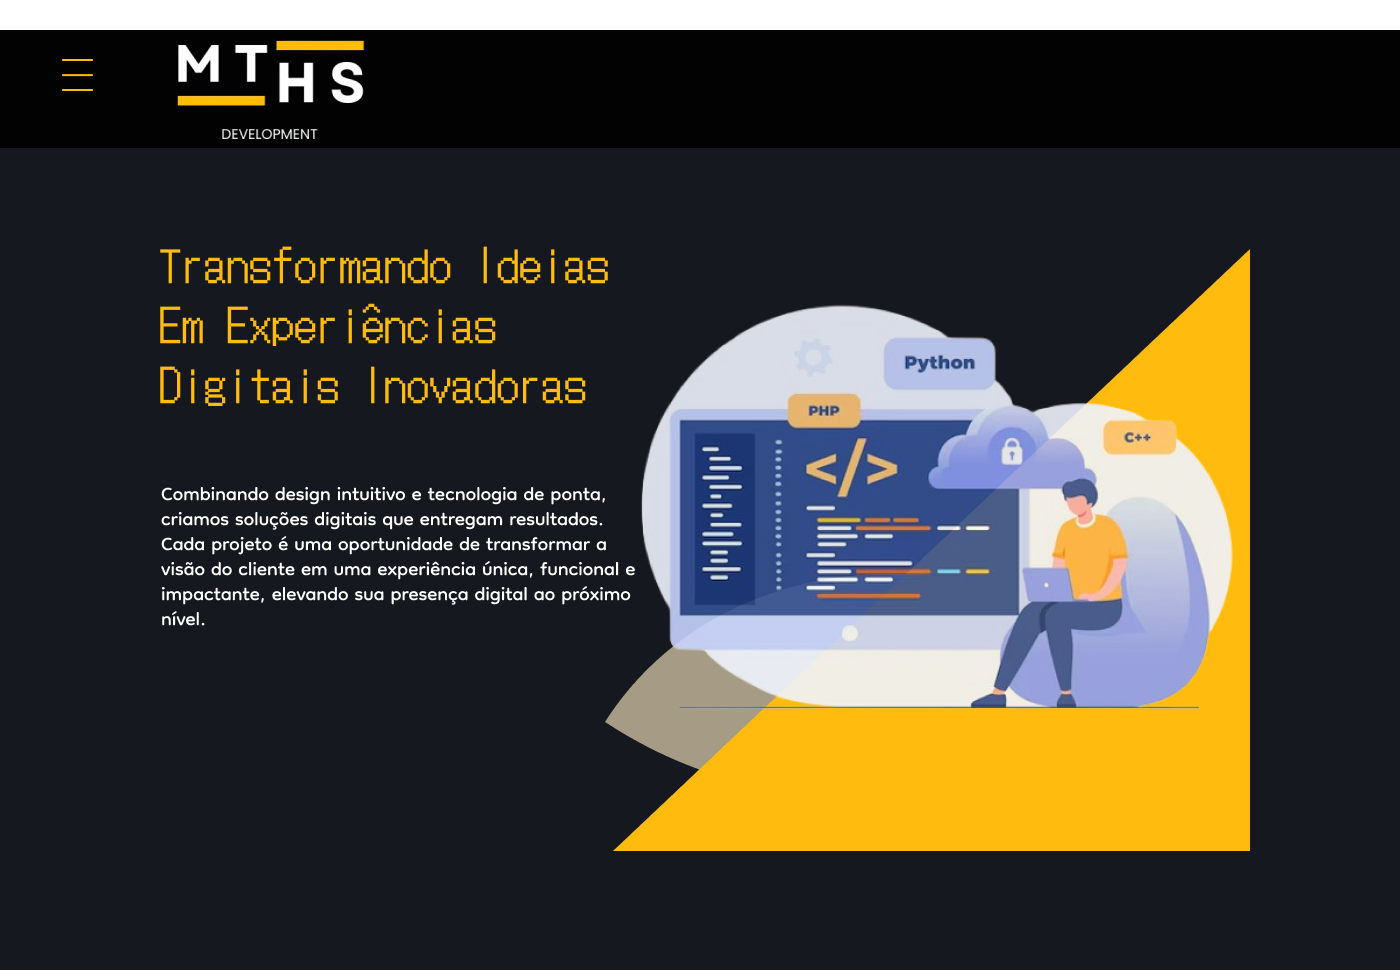 MTHS
DEVELOPMENT
Transformando Ideias
Em Experiências
Digitais Inovadoras
Combinando design intuitivo e tecnologia de ponta,
criamos soluções digitais que entregam resultados.
Cada projeto é uma oportunidade de transformar a
visão do cliente em uma experiência única, funcional e
impactante, elevando sua presença digital ao próximo
nível.
Python
PHP
C++
</>